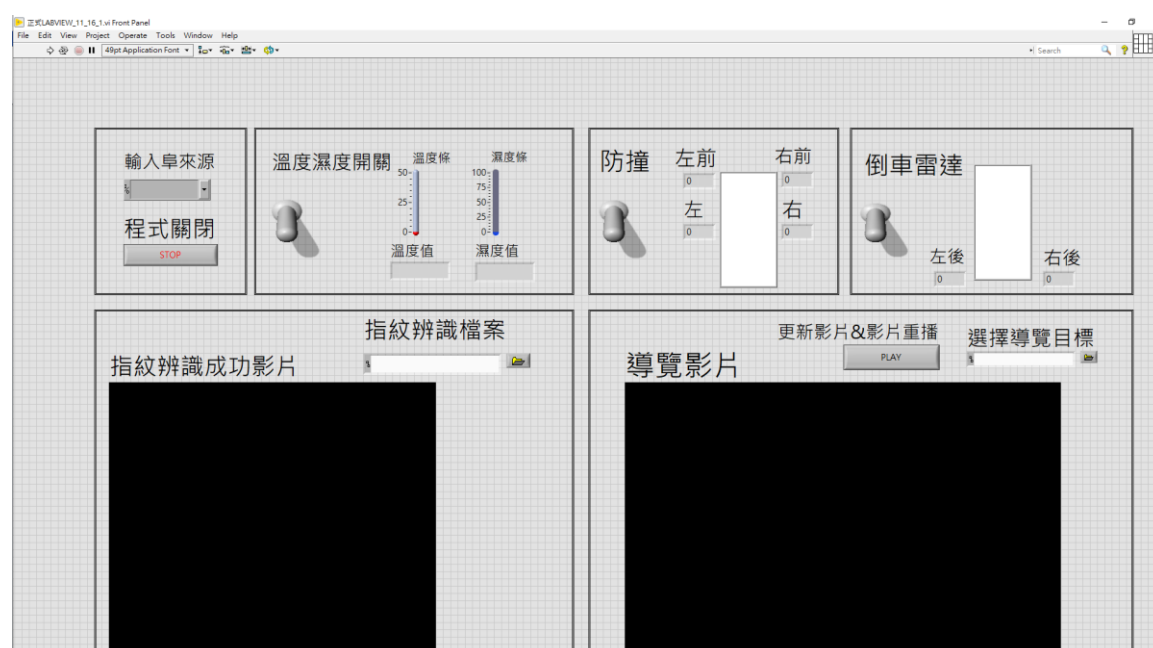 正式LABVIEW_11_16_1.vi Front Panel
File Edit View Project Operate Tools Window Help
49pt Application Font
Search
輸入阜來源
程式關閉
STOP
溫度濕度開關
溫度條
50
25
0
濕度條
100
75
50
25
0
溫度值
濕度值
防撞
左前
0
右前
0
左
0
右
0
倒車雷達
左後
0
右後
0
指紋辨識檔案
指紋辨識成功影片
更新影片&影片重播
PLAY
選擇導覽目標
導覽影片